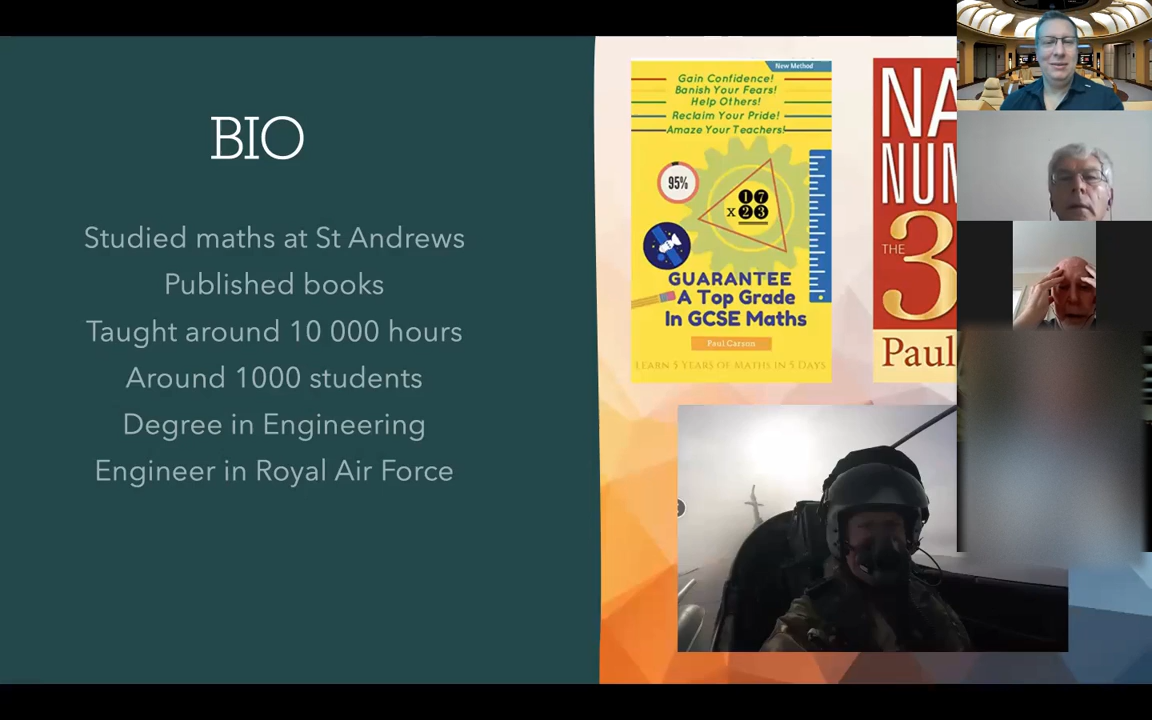 BIO
Studied maths at St Andrews
Published books
Taught around 10 000 hours
Around 1000 students
Degree in Engineering
Engineer in Royal Air Force
New Method
Gain Confidence!
Banish Your Fears!
Help Others!
Reclaim Your Pride!
Amaze Your Teachers!
95%
17
x 23
GUARANTEE
A Top Grade
In GCSE Maths
Paul Carson
LEARN 5 YEARS OF MATHS IN 5 DAYS
NA
NUM
THE
3
Paul